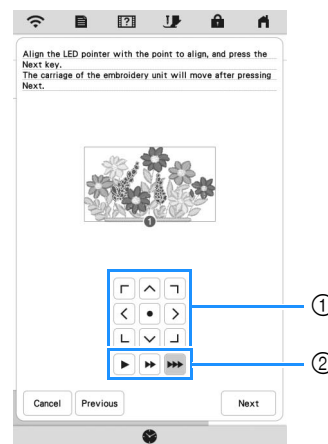 Align the LED pointer with the point to align, and press the
Next key.
The carriage of the embroidery unit will move after pressing
Next.
1
①
②
Cancel Previous Next